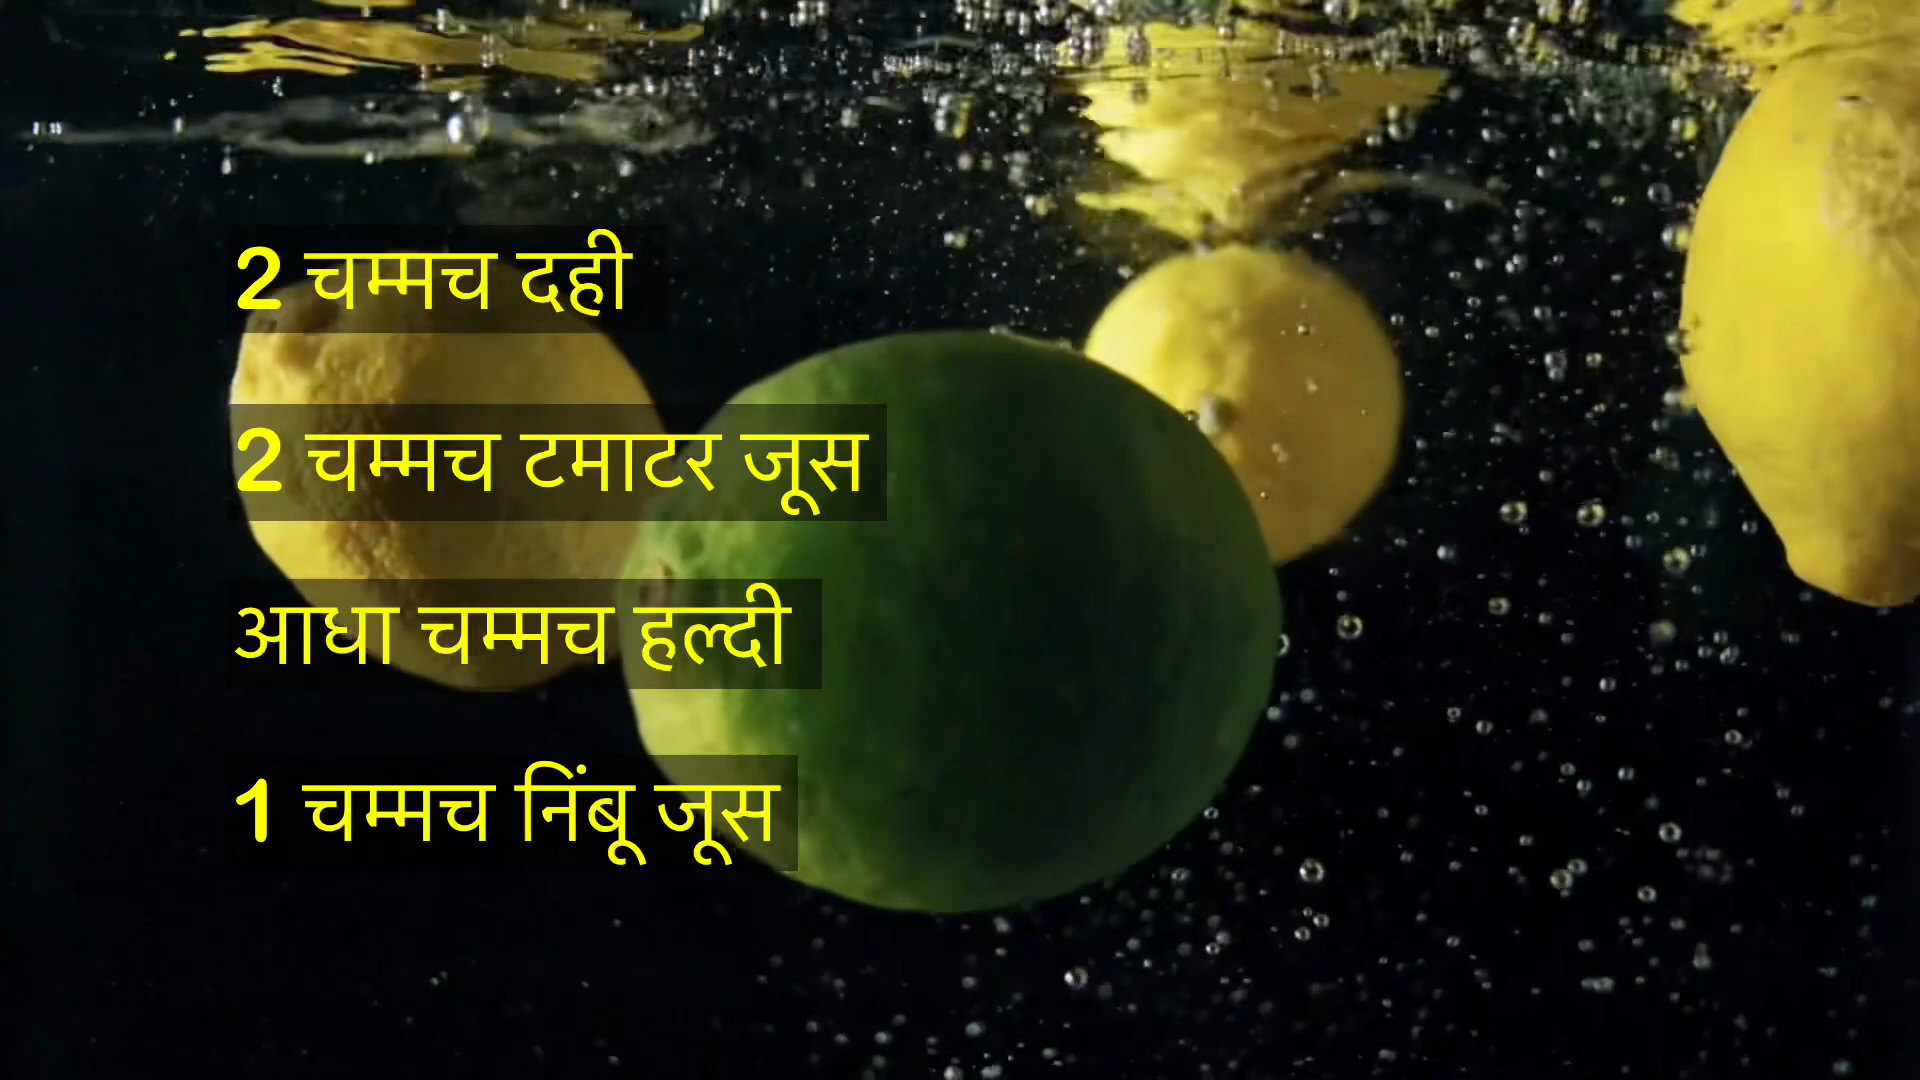 2 चम्मच दही
2 चम्मच टमाटर जूस
आधा चम्मच हल्दी
1 चम्मच निंबू जूस